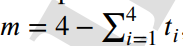 m = 4 − ∑_{i=1}^{4} t_i,